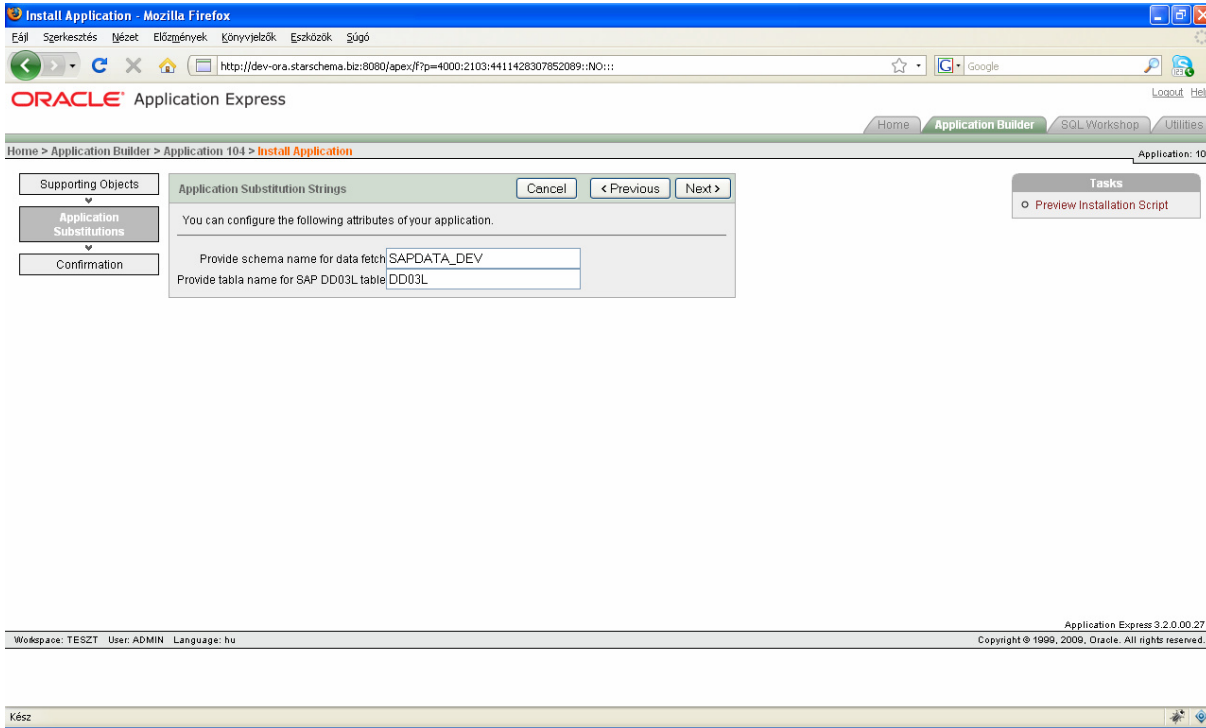 Install Application - Mozilla Firefox
Fájl Szerkesztés Nézet Előzmények Könyvjelzők Eszközök Súgó
http://dev-ora.starschema.biz:8080/apex/f?p=4000:2103:4411428307852089::NO:::
Google
ORACLE Application Express
Logout Hel
Home Application Builder SQL Workshop Utilities
Home > Application Builder > Application 104 > Install Application
Application: 10
Supporting Objects
Application Substitutions
Confirmation
Application Substitution Strings
Cancel < Previous Next >
You can configure the following attributes of your application.
Provide schema name for data fetch SAPDATA_DEV
Provide tabla name for SAP DD03L table DD03L
Tasks
Preview Installation Script
Application Express 3.2.0.00.27
Workspace: TESZT User: ADMIN Language: hu
Copyright © 1999, 2009, Oracle. All rights reserved.
Kész